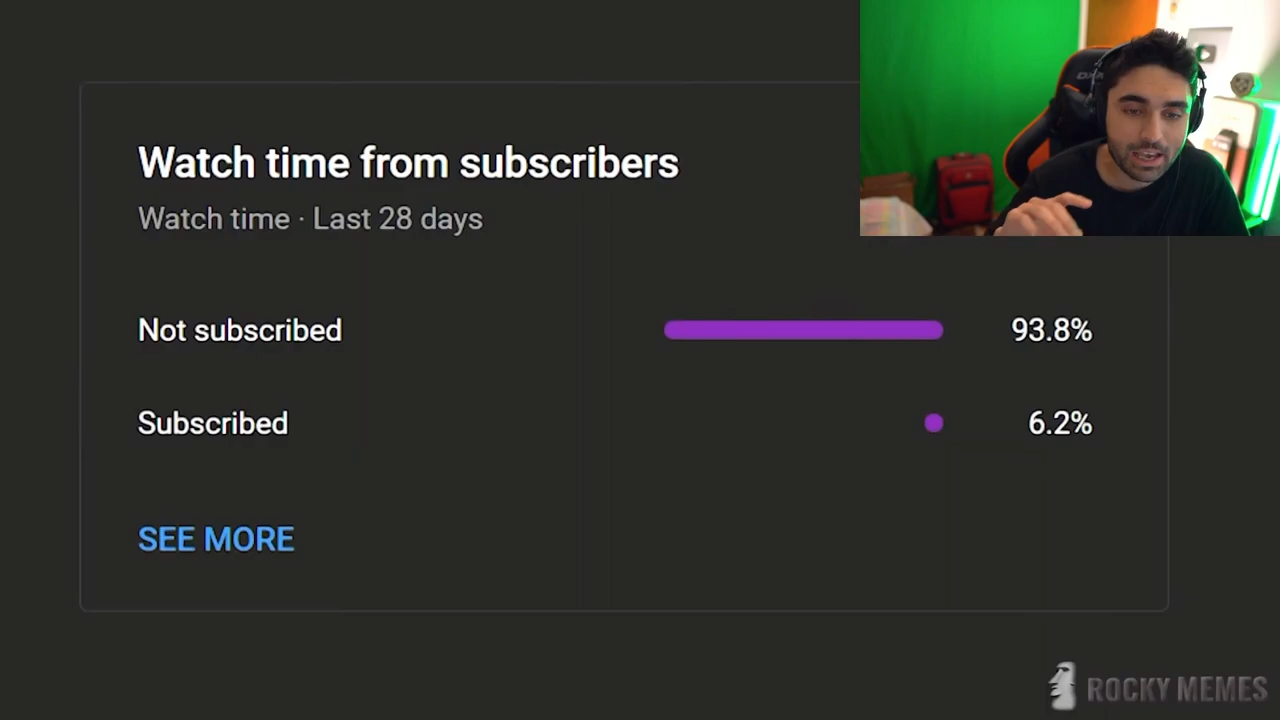 Watch time from subscribers
Watch time · Last 28 days
Not subscribed 93.8%
Subscribed 6.2%
SEE MORE
ROCKY MEMES